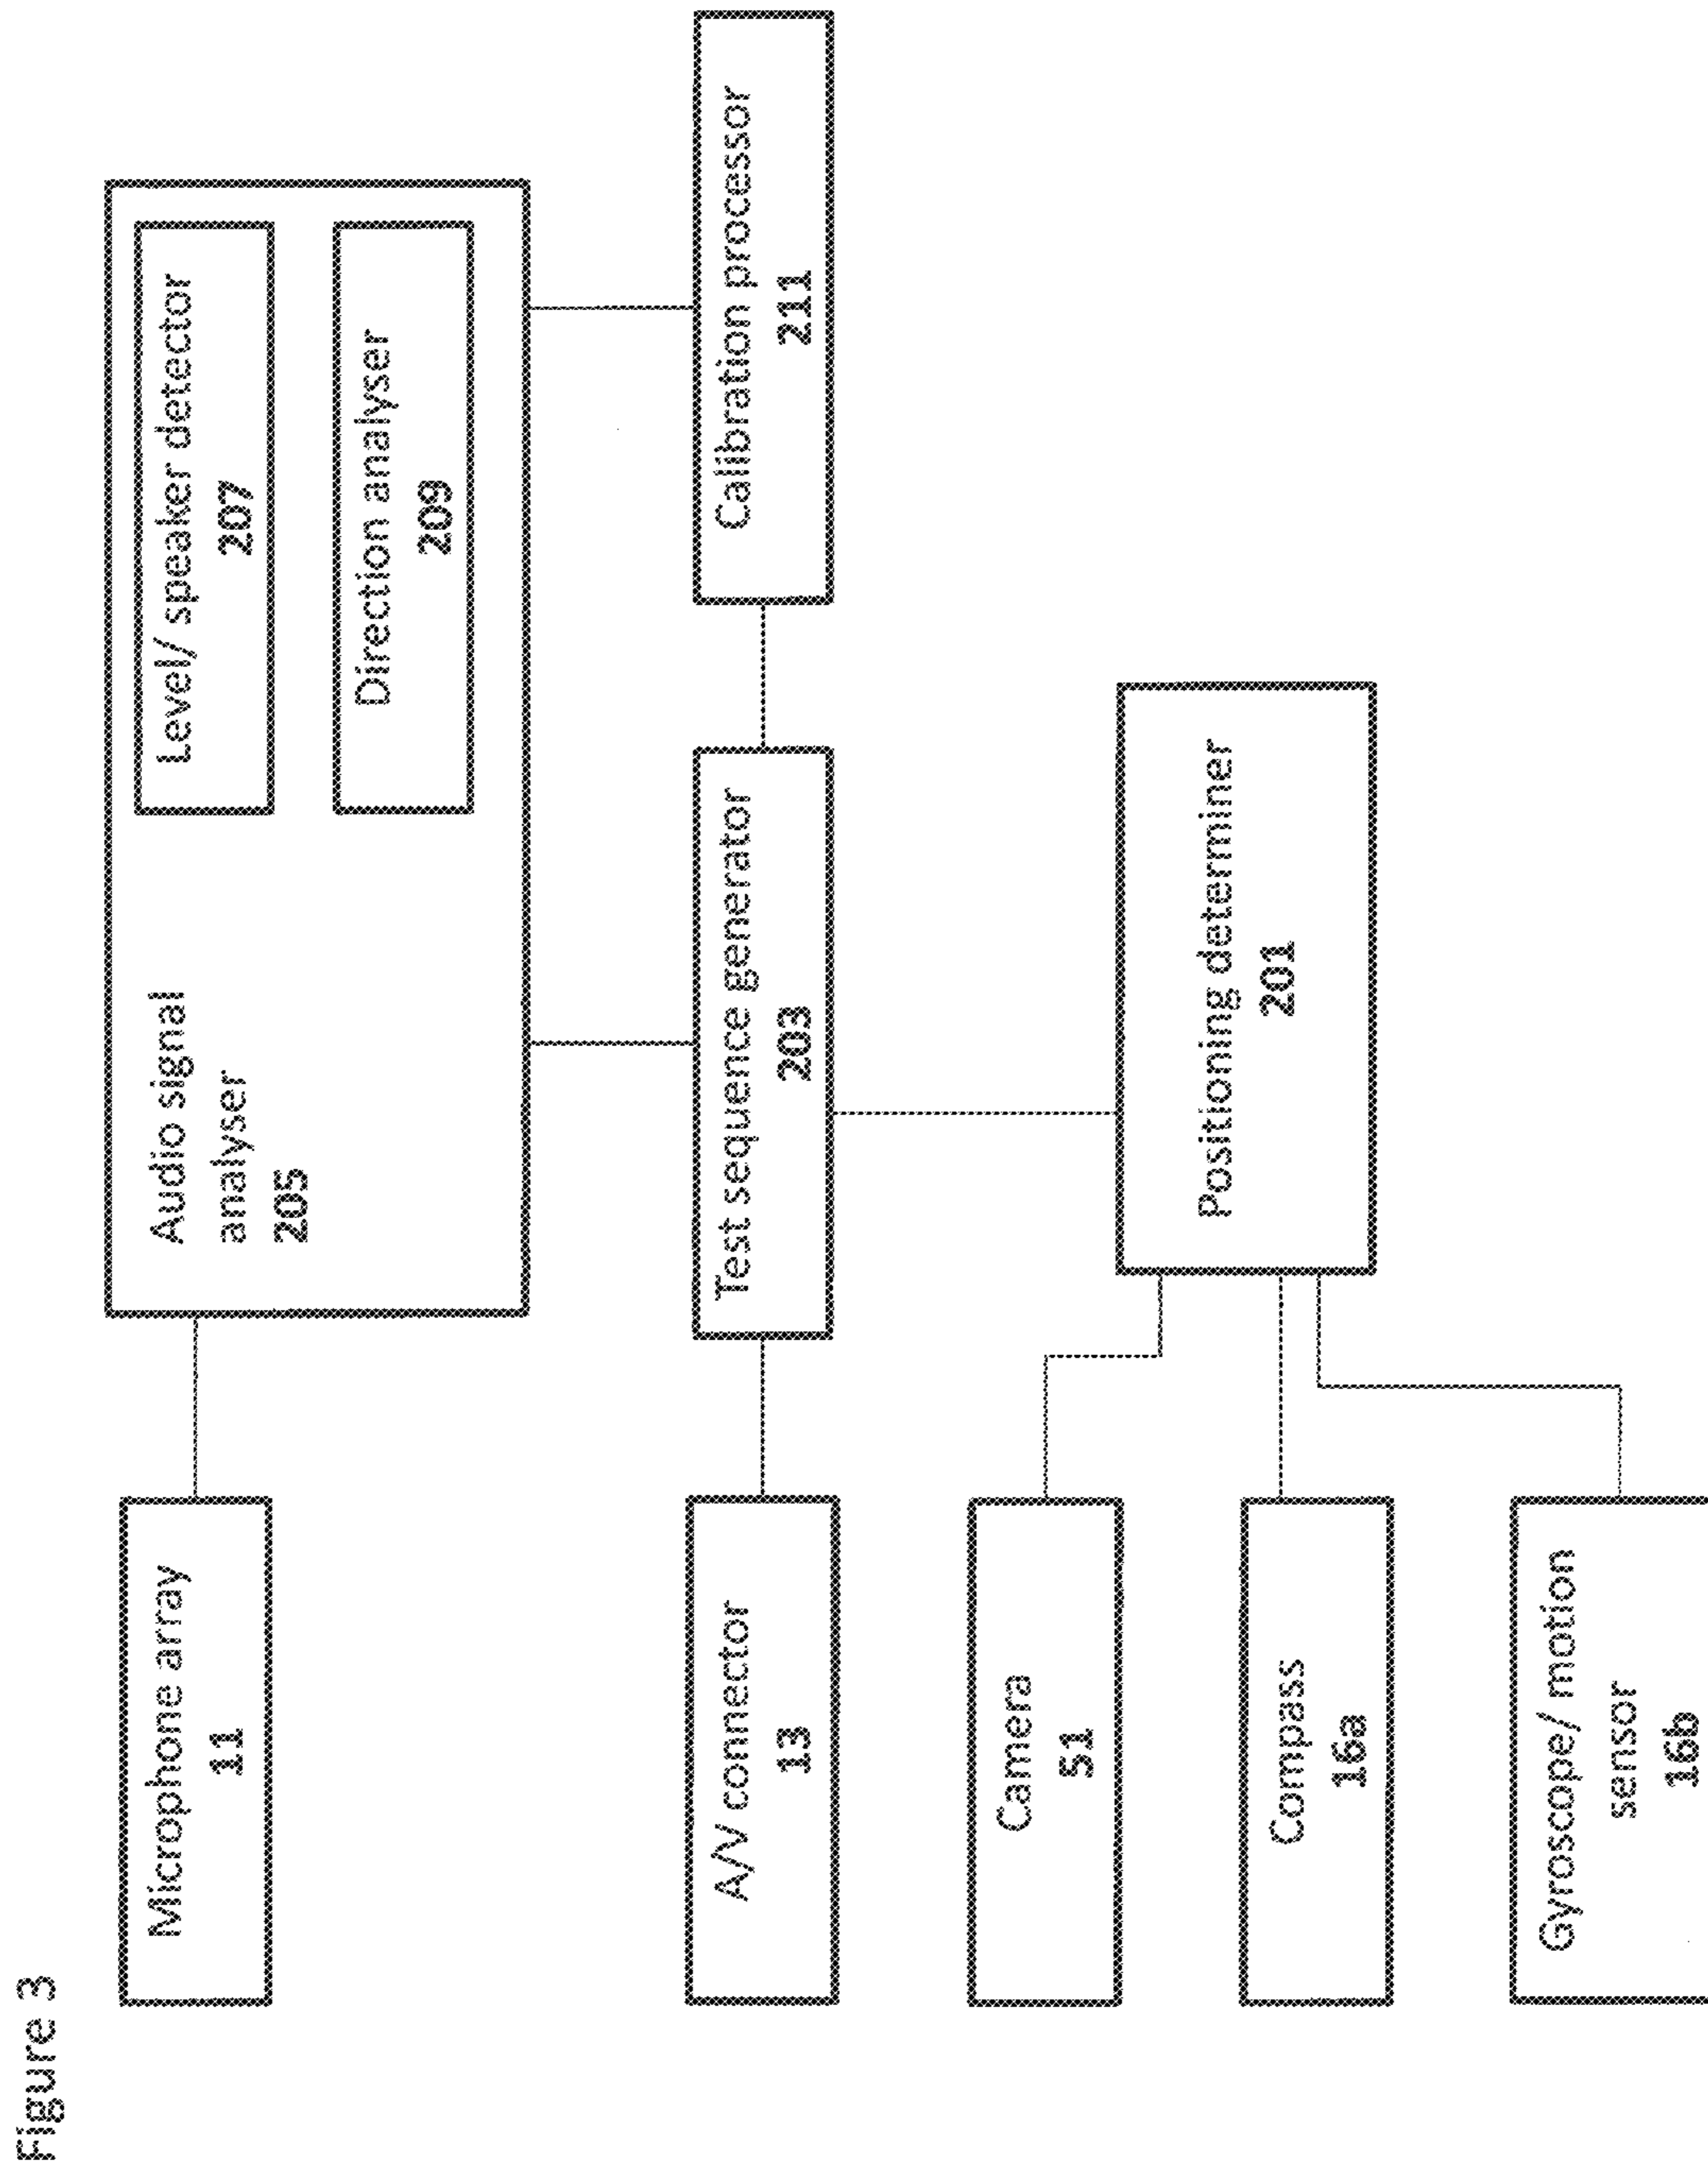 Figure 3
Microphone array
11
Audio signal
analyser
205
Level/ speaker detector
207
Direction analyser
209
A/V connector
13
Test sequence generator
203
Calibration processor
211
Camera
51
Compass
16a
Gyroscope/ motion
sensor
16b
Positioning determiner
201